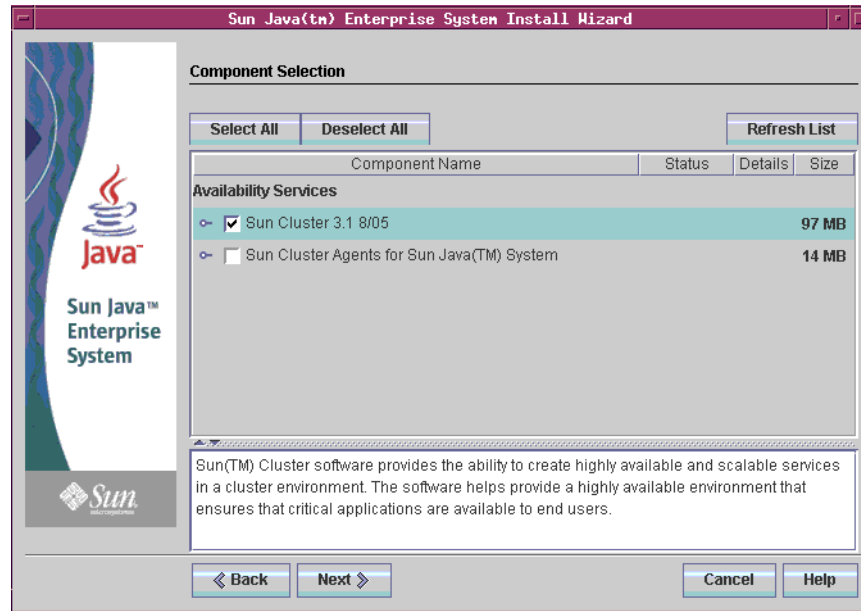 Sun Java(tm) Enterprise System Install Wizard
Component Selection
Select All Deselect All Refresh List
Component Name Status Details Size
Availability Services
Sun Cluster 3.1 8/05 97 MB
Sun Cluster Agents for Sun Java(TM) System 14 MB
Java™
Sun Java™
Enterprise
System
Sun
microsystems
Sun(TM) Cluster software provides the ability to create highly available and scalable services
in a cluster environment. The software helps provide a highly available environment that
ensures that critical applications are available to end users.
Back Next Cancel Help